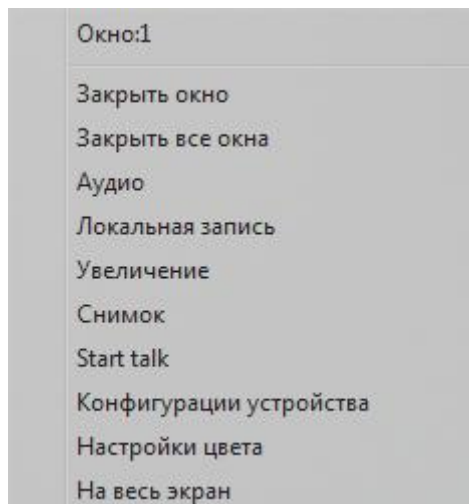 Окно:1
Закрыть окно
Закрыть все окна
Аудио
Локальная запись
Увеличение
Снимок
Start talk
Конфигурации устройства
Настройки цвета
На весь экран